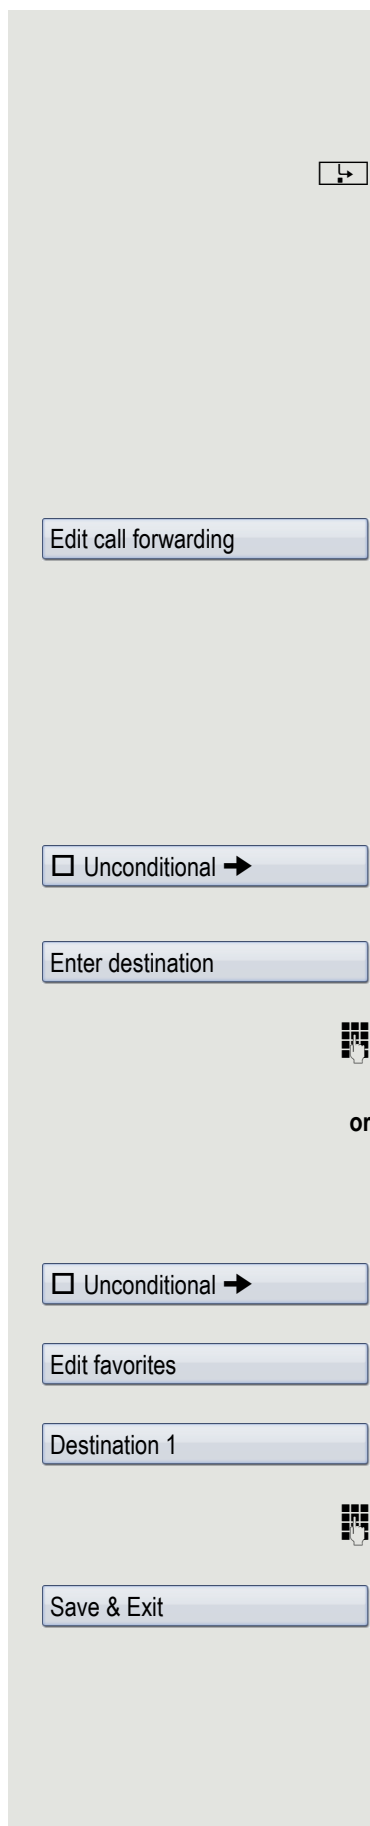 Edit call forwarding
☐ Unconditional ➔
Enter destination
or
☐ Unconditional ➔
Edit favorites
Destination 1
Save & Exit